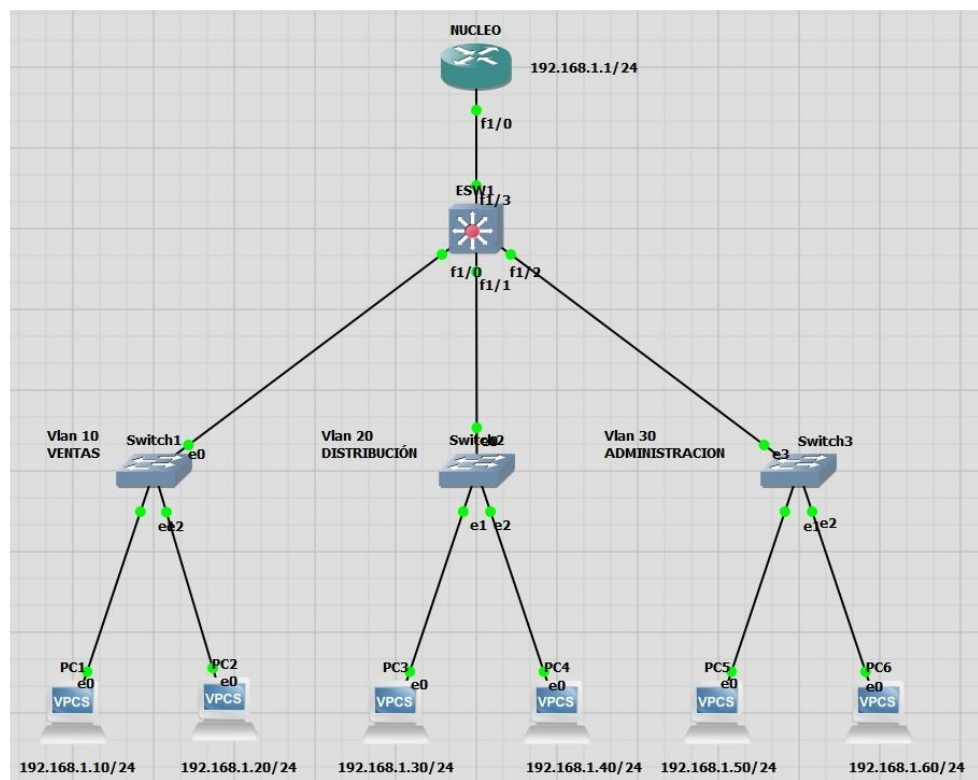 NUCLEO
192.168.1.1/24
f1/0
ESW1
f1/3
f1/0
f1/1
f1/2
Vlan 10
VENTAS
Switch1
e0
Vlan 20
DISTRIBUCIÓN
Switch2
e0
Vlan 30
ADMINISTRACION
Switch3
e3
e1
e2
e1
e2
e1
e2
PC1
e0
VPCS
PC2
e0
VPCS
PC3
e0
VPCS
PC4
e0
VPCS
PC5
e0
VPCS
PC6
e0
VPCS
192.168.1.10/24
192.168.1.20/24
192.168.1.30/24
192.168.1.40/24
192.168.1.50/24
192.168.1.60/24